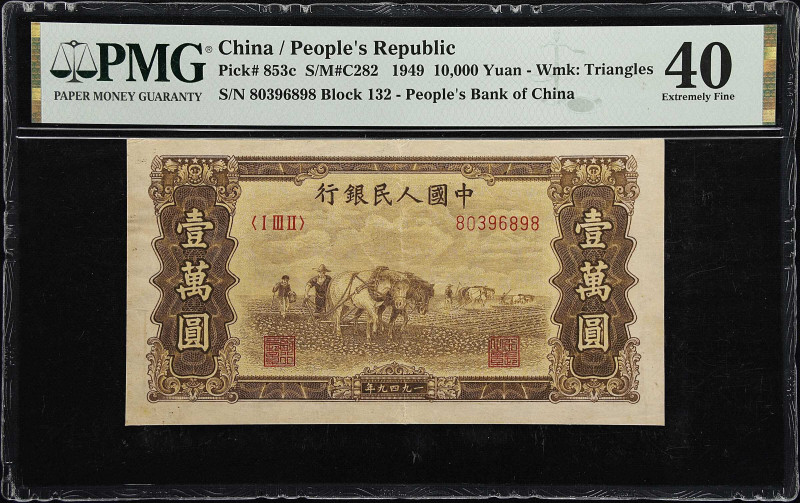 PMG®
PAPER MONEY GUARANTY
China / People's Republic
Pick# 853c S/M#C282 1949 10,000 Yuan - Wmk: Triangles
S/N 80396898 Block 132 - People's Bank of China
40
Extremely Fine
行銀民人國中
〈I III II〉 80396898
壹萬圓
壹萬圓
年九四九一